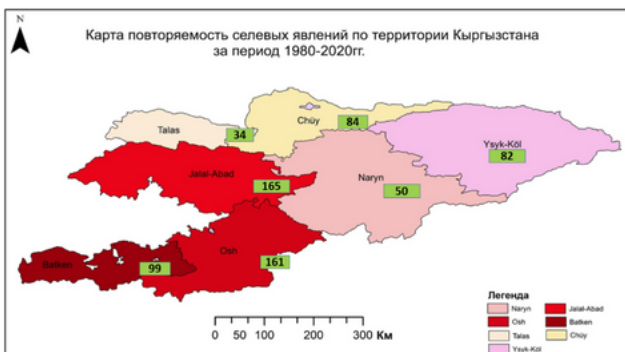 N
Карта повторяемость селевых явлений по территории Кыргызстана
за период 1980-2020гг.
Talas
34
Chüy
84
Ysyk-Köl
82
Jalal-Abad
165
Naryn
50
Osh
161
Batken
99
0 50 100 200 300 Км
Легенда
Naryn
Jalal-Abad
Osh
Batken
Talas
Chüy
Ysyk-Köl